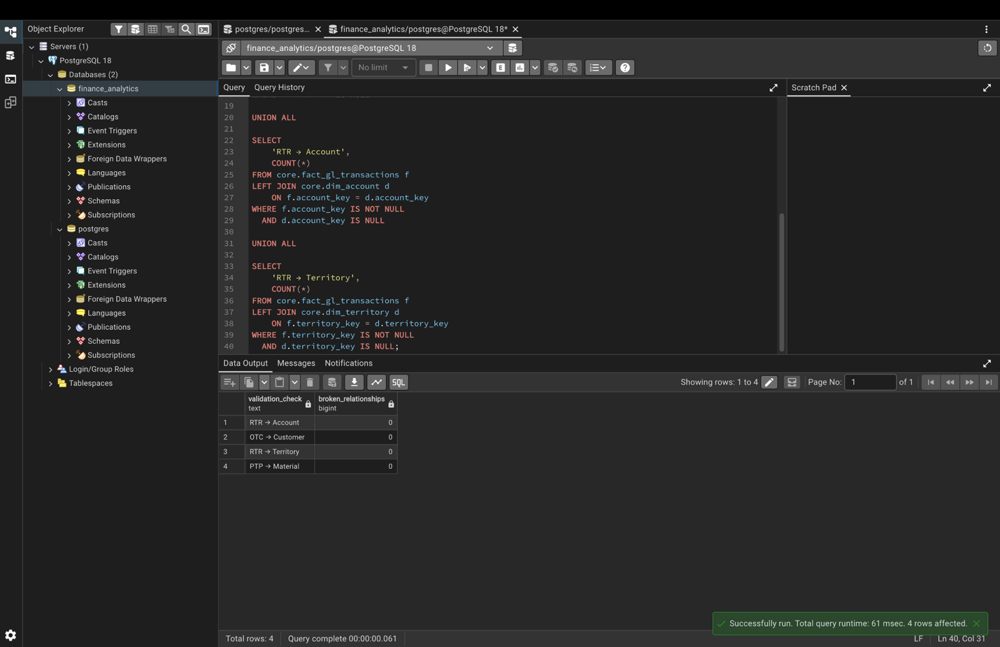 Object Explorer
Servers (1)
PostgreSQL 18
Databases (2)
finance_analytics
Casts
Catalogs
Event Triggers
Extensions
Foreign Data Wrappers
Languages
Publications
Schemas
Subscriptions
postgres
Casts
Catalogs
Event Triggers
Extensions
Foreign Data Wrappers
Languages
Publications
Schemas
Subscriptions
Login/Group Roles
Tablespaces
postgres/postgres...
finance_analytics/postgres@PostgreSQL 18*
finance_analytics/postgres@PostgreSQL 18
No limit
E
Query Query History
Scratch Pad
19
20 UNION ALL
21
22 SELECT
23 'RTR → Account',
24 COUNT(*)
25 FROM core.fact_gl_transactions f
26 LEFT JOIN core.dim_account d
27 ON f.account_key = d.account_key
28 WHERE f.account_key IS NOT NULL
29 AND d.account_key IS NULL
30
31 UNION ALL
32
33 SELECT
34 'RTR → Territory',
35 COUNT(*)
36 FROM core.fact_gl_transactions f
37 LEFT JOIN core.dim_territory d
38 ON f.territory_key = d.territory_key
39 WHERE f.territory_key IS NOT NULL
40 AND d.territory_key IS NULL;
Data Output Messages Notifications
SQL
Showing rows: 1 to 4
Page No: 1 of 1
validation_check text
broken_relationships bigint
1 RTR → Account 0
2 OTC → Customer 0
3 RTR → Territory 0
4 PTP → Material 0
Successfully run. Total query runtime: 61 msec. 4 rows affected.
Total rows: 4 Query complete 00:00:00.061
LF Ln 40, Col 31